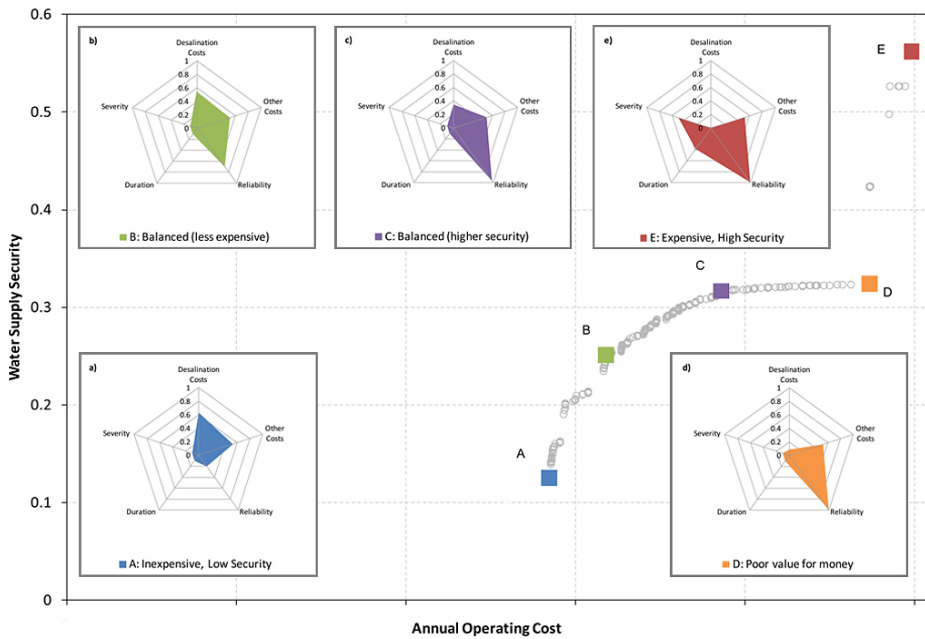 0.6
0.5
0.4
0.3
0.2
0.1
0
Water Supply Security
Annual Operating Cost
b)
Desalination
Costs
1
0.8
0.6
0.4
0.2
0
Other
Costs
Reliability
Duration
Severity
B: Balanced (less expensive)
c)
Desalination
Costs
1
0.8
0.6
0.4
0.2
0
Other
Costs
Reliability
Duration
Severity
C: Balanced (higher security)
e)
Desalination
Costs
1
0.8
0.6
0.4
0.2
0
Other
Costs
Reliability
Duration
Severity
E: Expensive, High Security
E
C
D
B
A
a)
Desalination
Costs
1
0.8
0.6
0.4
0.2
0
Other
Costs
Reliability
Duration
Severity
A: Inexpensive, Low Security
d)
Desalination
Costs
1
0.8
0.6
0.4
0.2
0
Other
Costs
Reliability
Duration
Severity
D: Poor value for money